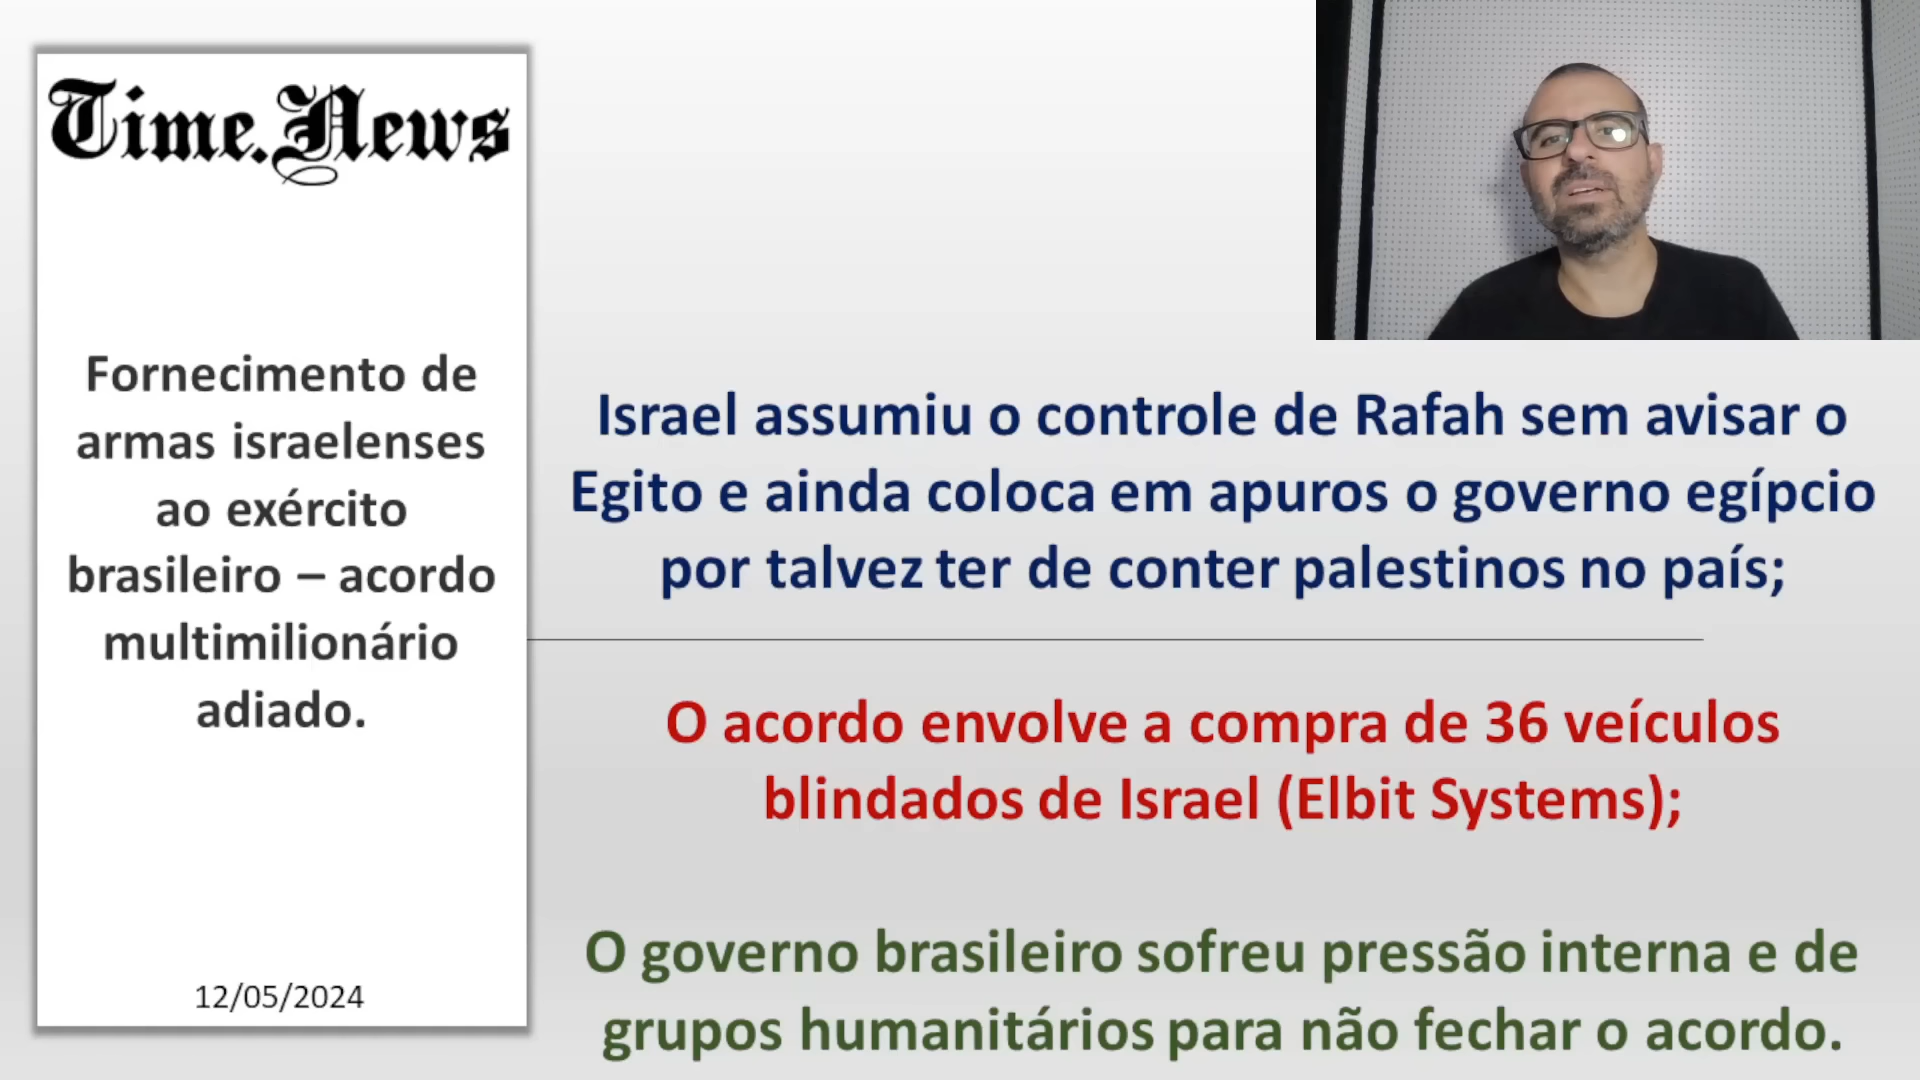 Time.News
Fornecimento de
armas israelenses
ao exército
brasileiro – acordo
multimilionário
adiado.
12/05/2024
Israel assumiu o controle de Rafah sem avisar o
Egito e ainda coloca em apuros o governo egípcio
por talvez ter de conter palestinos no país;
O acordo envolve a compra de 36 veículos
blindados de Israel (Elbit Systems);
O governo brasileiro sofreu pressão interna e de
grupos humanitários para não fechar o acordo.